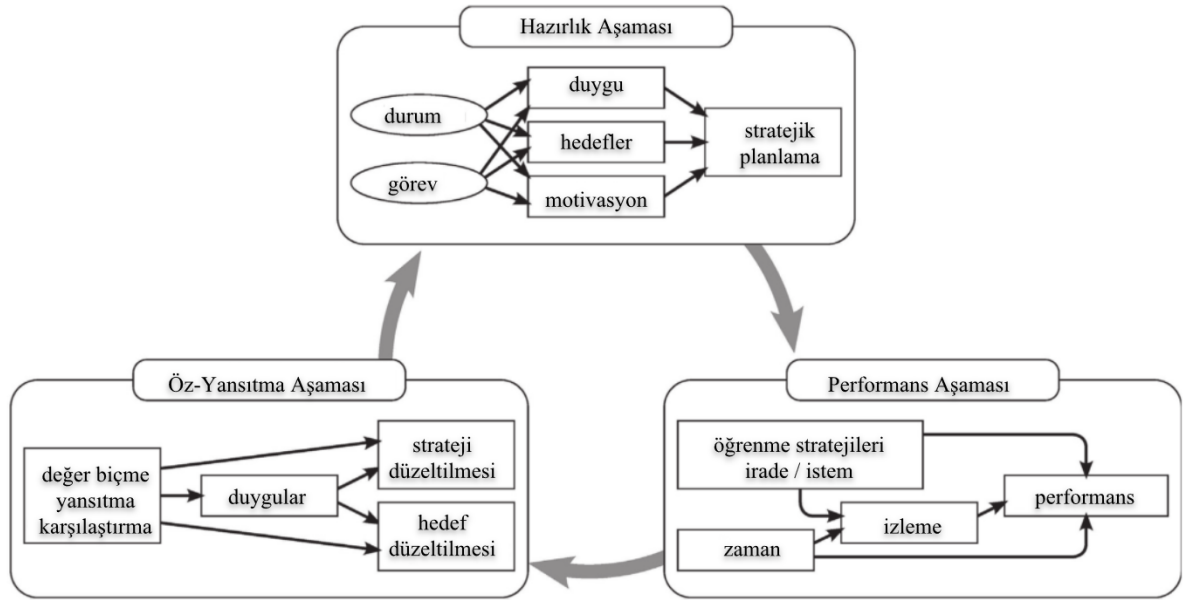 Hazırlık Aşaması
durum
görev
duygu
hedefler
motivasyon
stratejik
planlama
Öz-Yansıtma Aşaması
değer biçme
yansıtma
karşılaştırma
duygular
strateji
düzeltilmesi
hedef
düzeltilmesi
Performans Aşaması
öğrenme stratejileri
irade / istem
zaman
izleme
performans